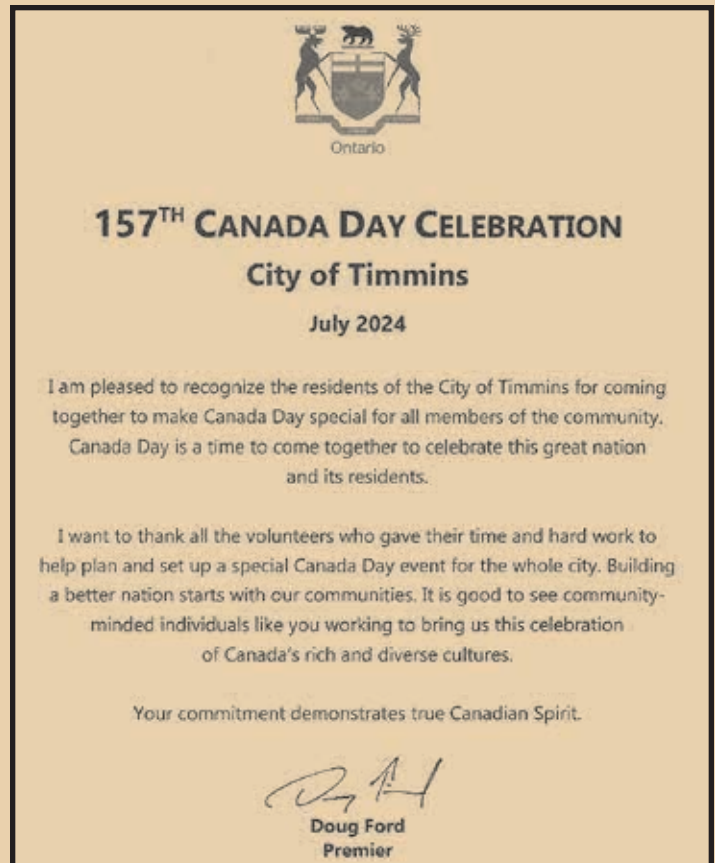 Ontario
157TH CANADA DAY CELEBRATION
City of Timmins
July 2024
I am pleased to recognize the residents of the City of Timmins for coming
together to make Canada Day special for all members of the community.
Canada Day is a time to come together to celebrate this great nation
and its residents.
I want to thank all the volunteers who gave their time and hard work to
help plan and set up a special Canada Day event for the whole city. Building
a better nation starts with our communities. It is good to see community-
minded individuals like you working to bring us this celebration
of Canada's rich and diverse cultures.
Your commitment demonstrates true Canadian Spirit.
Doug Ford
Premier